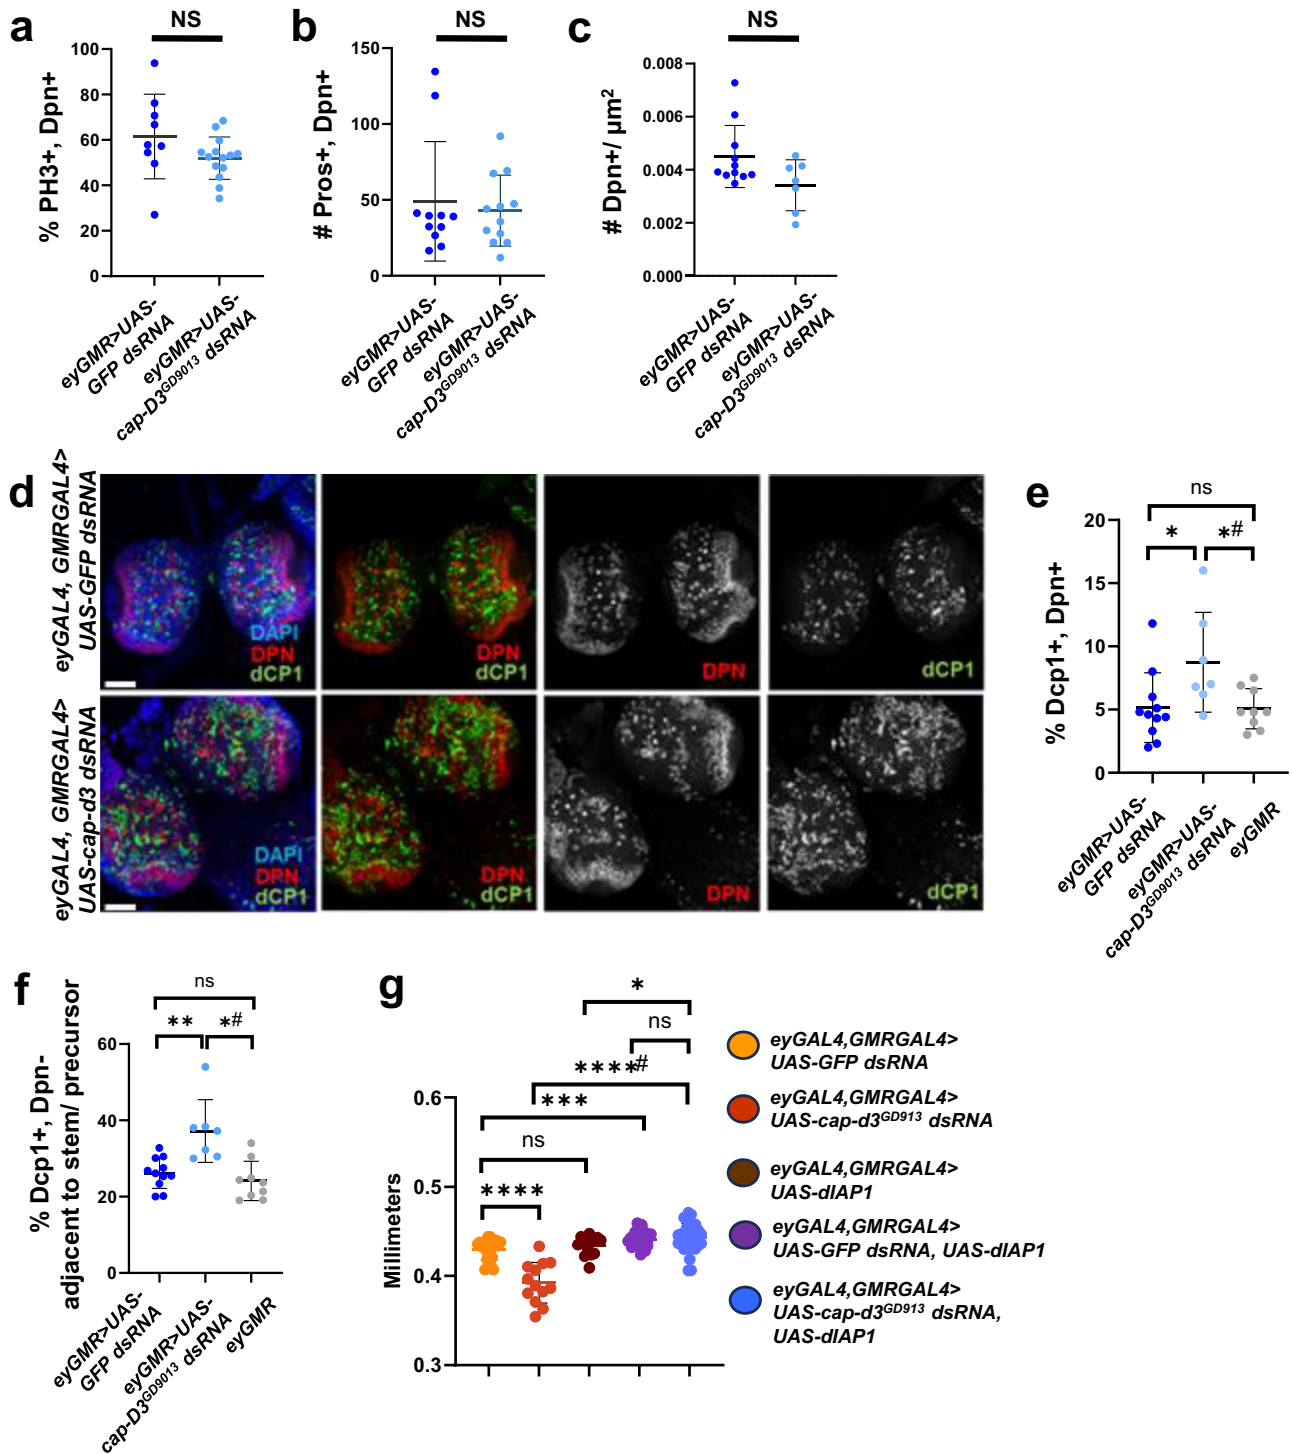 a
NS
% PH3+, Dpn+
100
80
60
40
20
0
eyGMR>UAS-
GFP dsRNA
eyGMR>UAS-
cap-D3GD9013 dsRNA
b
NS
# Pros+, Dpn+
150
100
50
0
eyGMR>UAS-
GFP dsRNA
eyGMR>UAS-
cap-D3GD9013 dsRNA
c
NS
# Dpn+/ µm2
0.008
0.006
0.004
0.002
0.000
eyGMR>UAS-
GFP dsRNA
eyGMR>UAS-
cap-D3GD9013 dsRNA
d
eyGAL4, GMRGAL4>
UAS-GFP dsRNA
DAPI
DPN
dCP1
DPN
dCP1
DPN
dCP1
eyGAL4, GMRGAL4>
UAS-cap-d3 dsRNA
DAPI
DPN
dCP1
DPN
dCP1
DPN
dCP1
e
ns
*
*#
% Dcp1+, Dpn+
20
15
10
5
0
eyGMR>UAS-
GFP dsRNA
eyGMR>UAS-
cap-D3GD9013 dsRNA
eyGMR
f
ns
**
*#
% Dcp1+, Dpn-
adjacent to stem/ precursor
60
40
20
0
eyGMR>UAS-
GFP dsRNA
eyGMR>UAS-
cap-D3GD9013 dsRNA
eyGMR
g
*
ns
****#
***
ns
****
Millimeters
0.6
0.5
0.4
0.3
eyGAL4,GMRGAL4>
UAS-GFP dsRNA
eyGAL4,GMRGAL4>
UAS-cap-d3GD913 dsRNA
eyGAL4,GMRGAL4>
UAS-dIAP1
eyGAL4,GMRGAL4>
UAS-GFP dsRNA, UAS-dIAP1
eyGAL4,GMRGAL4>
UAS-cap-d3GD913 dsRNA,
UAS-dIAP1